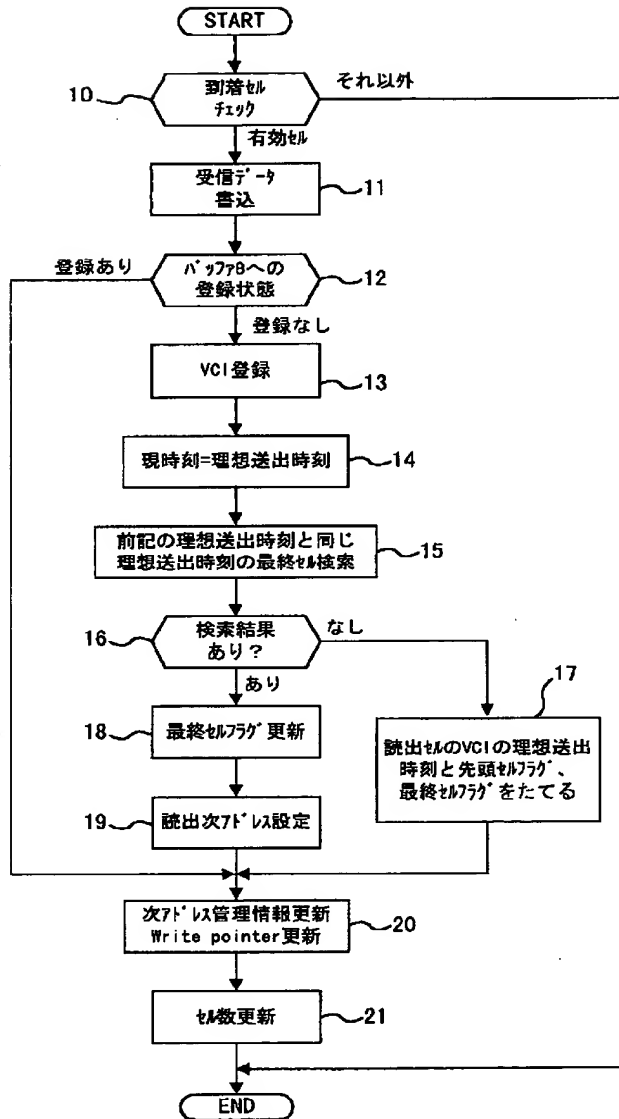 START
10
到着ｾﾙ
ﾁｪｯｸ
それ以外
有効ｾﾙ
受信ﾃﾞｰﾀ
書込
11
登録あり
ﾊﾞｯﾌｧBへの
登録状態
12
登録なし
VCI登録
13
現時刻=理想送出時刻
14
前記の理想送出時刻と同じ
理想送出時刻の最終ｾﾙ検索
15
16
検索結果
あり？
なし
あり
17
読出ｾﾙのVCIの理想送出
時刻と先頭ｾﾙﾌﾗｸﾞ、
最終ｾﾙﾌﾗｸﾞをたてる
18
最終ｾﾙﾌﾗｸﾞ更新
19
読出次ｱﾄﾞﾚｽ設定
次ｱﾄﾞﾚｽ管理情報更新
Write pointer更新
20
ｾﾙ数更新
21
END